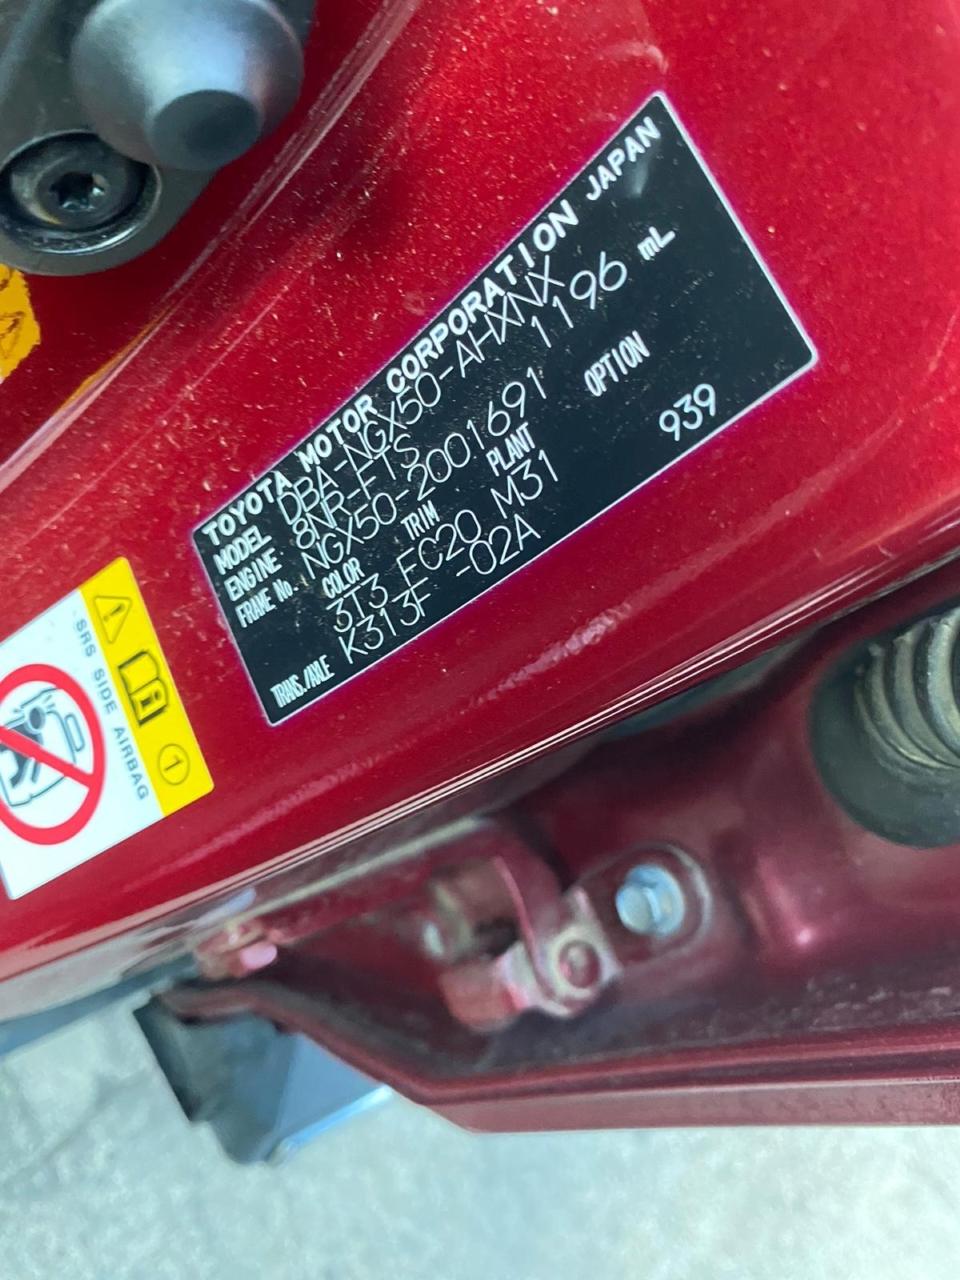 TOYOTA MOTOR CORPORATION JAPAN
MODEL DBA-NGX50-AHXNX
ENGINE 8NR-FTS 1196 mL
FRAME No. NGX50-2001691
COLOR TRIM PLANT OPTION
3T3 FC20 M31 939
TRANS./AXLE K313F -02A
SRS SIDE AIRBAG
1